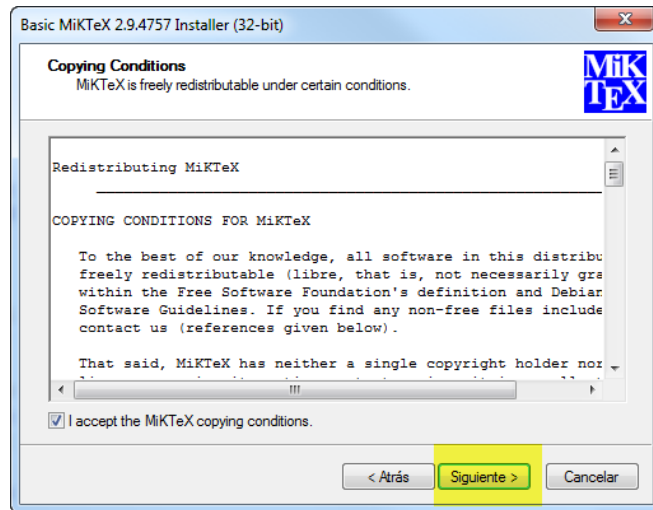 Basic MiKTeX 2.9.4757 Installer (32-bit)
Copying Conditions
MiKTeX is freely redistributable under certain conditions.
MiK
TEX
Redistributing MiKTeX
COPYING CONDITIONS FOR MiKTeX
To the best of our knowledge, all software in this distribu
freely redistributable (libre, that is, not necessarily gra
within the Free Software Foundation's definition and Debian
Software Guidelines. If you find any non-free files include
contact us (references given below).
That said, MiKTeX has neither a single copyright holder nor
I accept the MiKTeX copying conditions.
< Atrás
Siguiente >
Cancelar